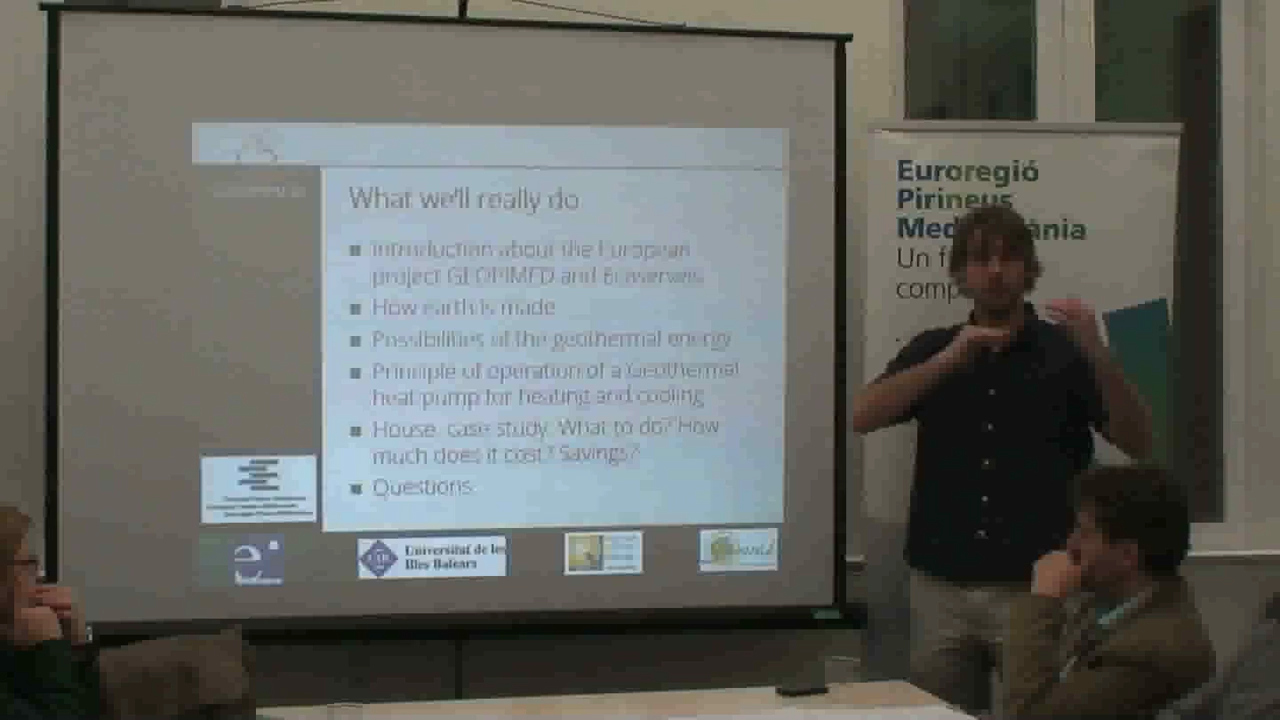 What we'll really do
■ Introduction about the European
project GEOPIMED and Ecoserveis
■ How earth is made
■ Possibilities of the geothermal energy
■ Principle of operation of a Geothermal
heat pump for heating and cooling
■ House, case study. What to do? How
much does it cost? Savings?
■ Questions
Universitat de les
Illes Balears
Euroregió
Pirineus
Un f
comp